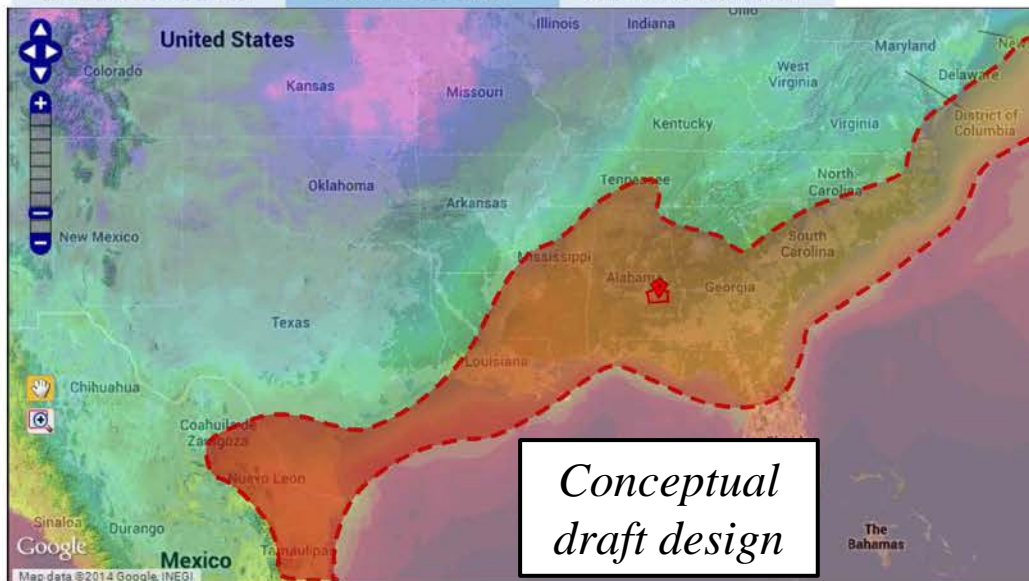 Ohio
Illinois
Indiana
United States
Maryland
New
Colorado
West
Virginia
Delaware
Kansas
Missouri
District of
Columbia
Kentucky
Virginia
Oklahoma
Tennessee
North
Carolina
Arkansas
New Mexico
South
Carolina
Mississippi
Alabama
Georgia
Texas
Louisiana
Chihuahua
Coahuila de
Zaragoza
Nuevo Leon
Conceptual
draft design
Sinaloa
Durango
The
Bahamas
Google
Mexico
Tamaulipas
Map data ©2014 Google, INEGI